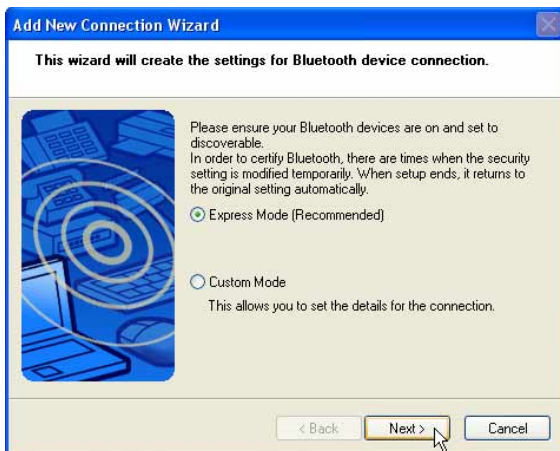 Add New Connection Wizard
This wizard will create the settings for Bluetooth device connection.
Please ensure your Bluetooth devices are on and set to
discoverable.
In order to certify Bluetooth, there are times when the security
setting is modified temporarily. When setup ends, it returns to
the original setting automatically.
Express Mode (Recommended)
Custom Mode
This allows you to set the details for the connection.
< Back
Next >
Cancel